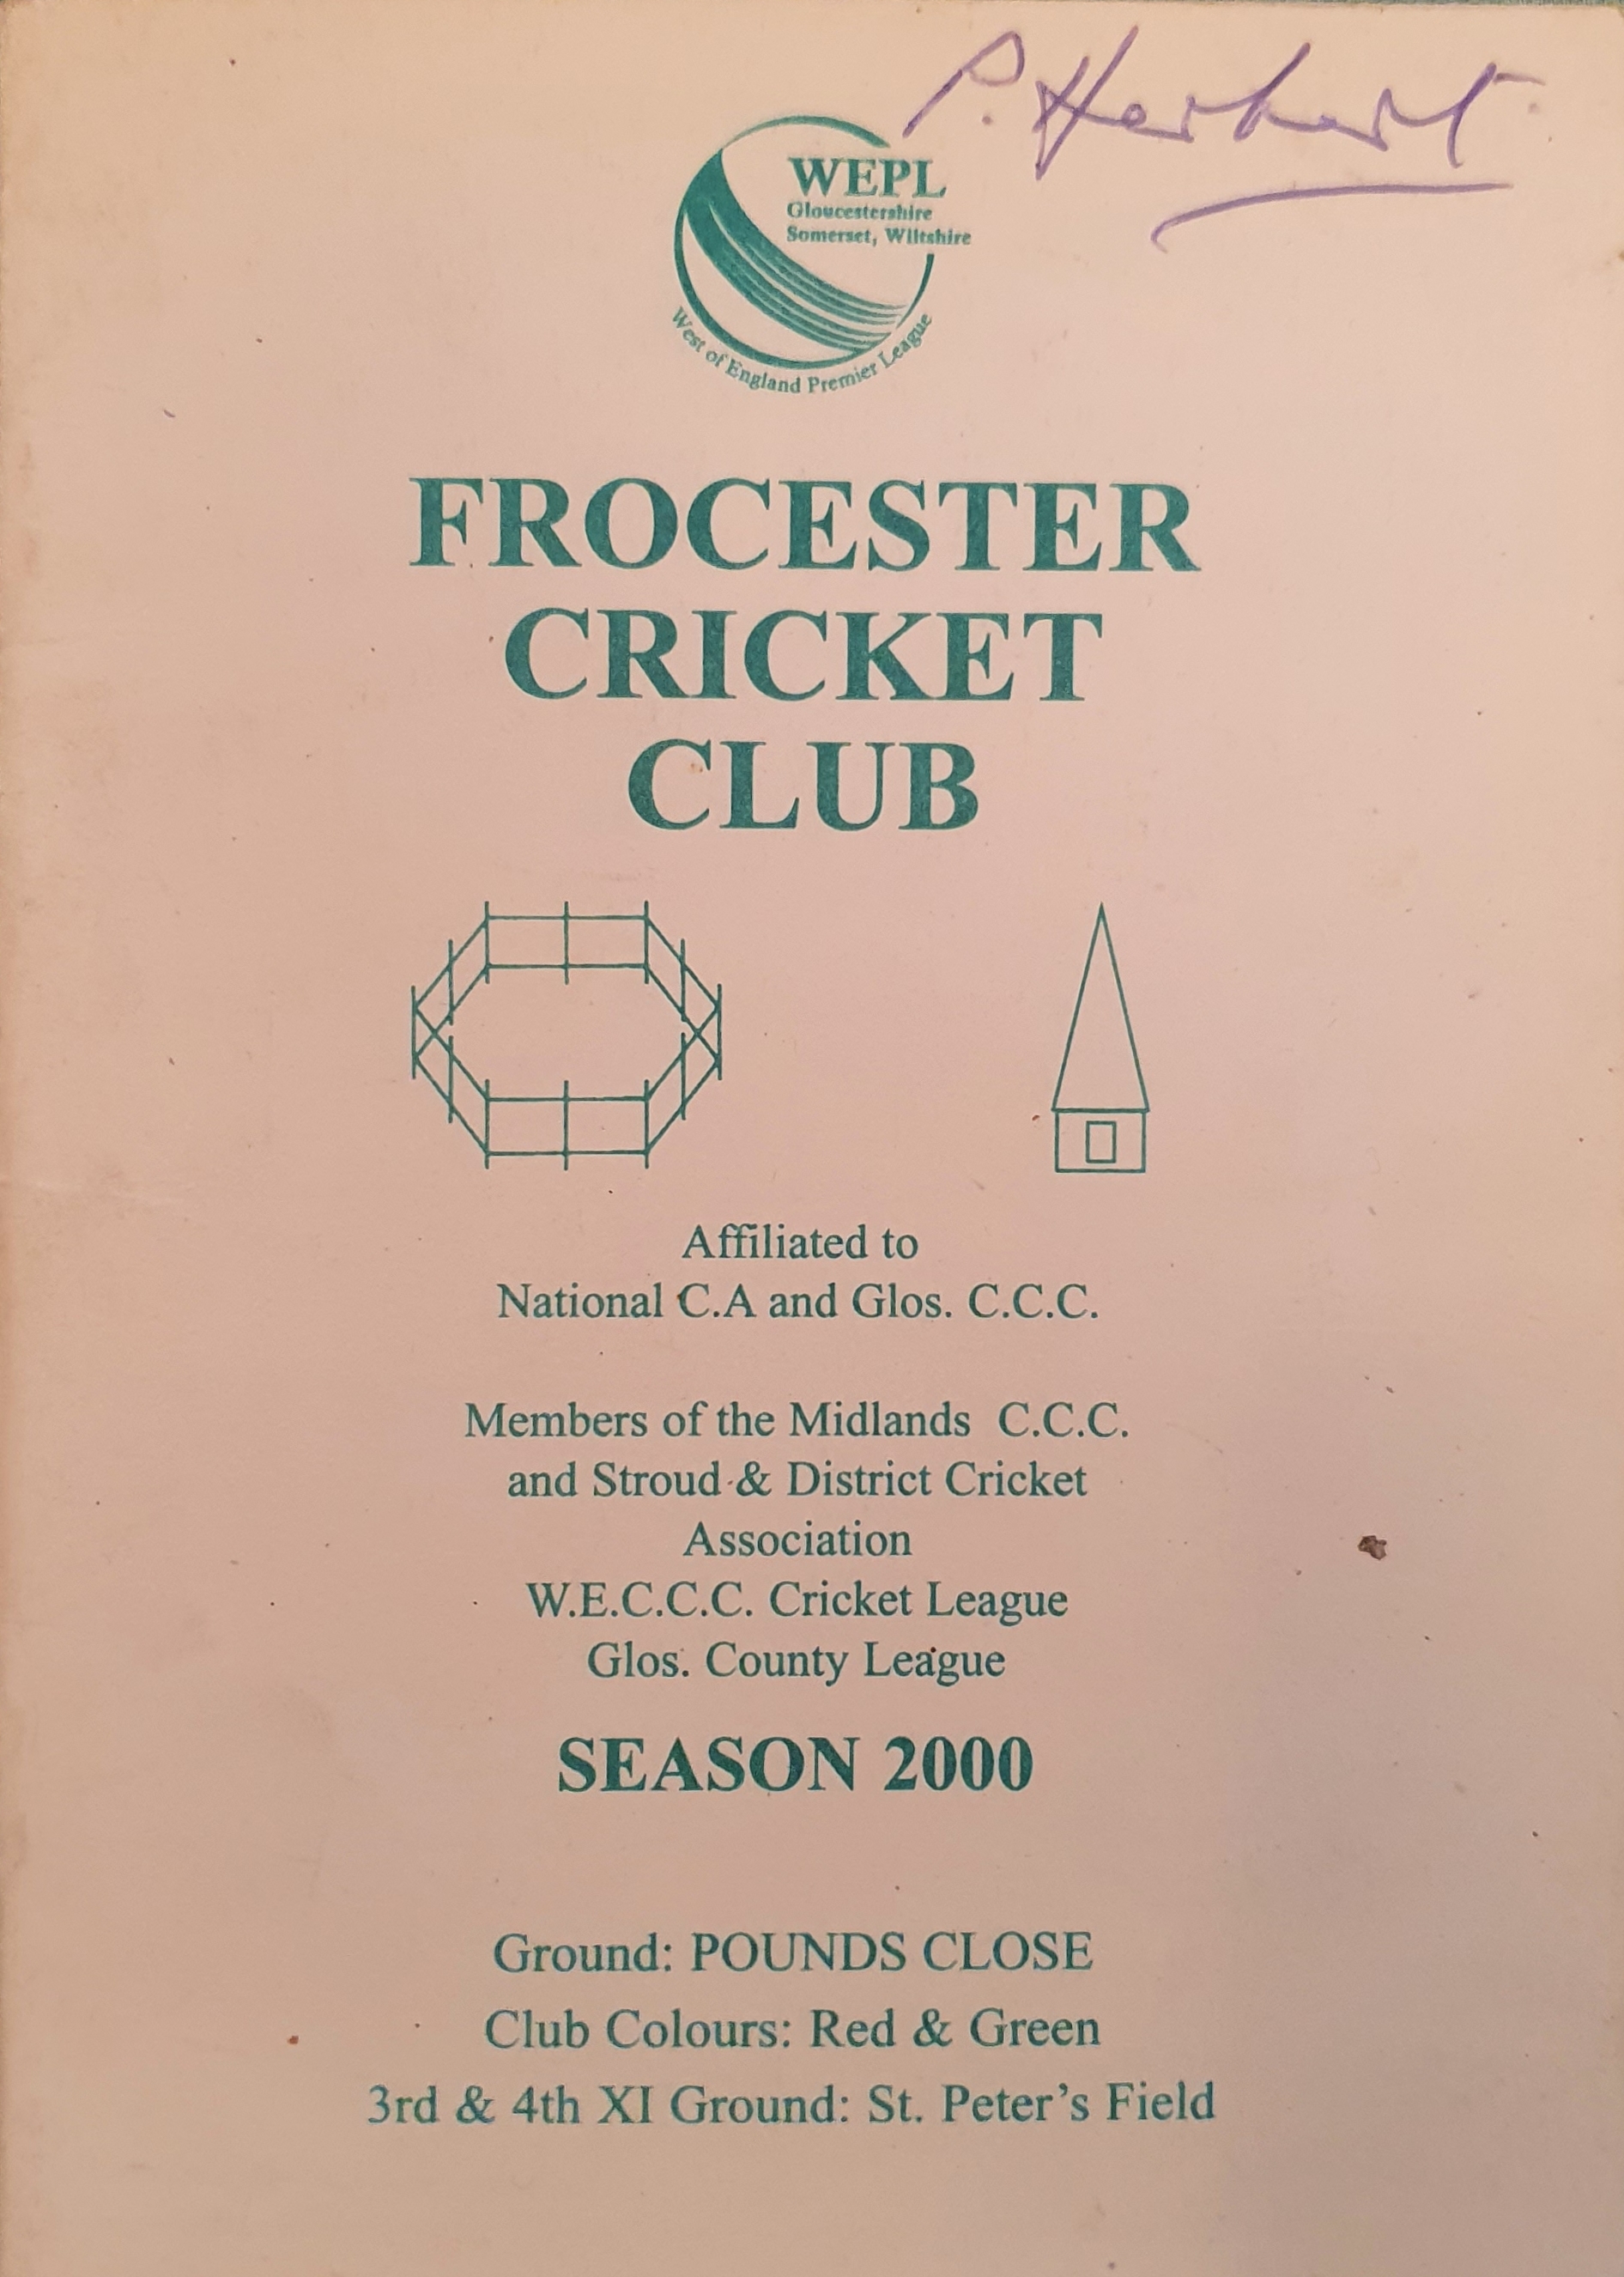 P. Herbert
WEPL
Gloucestershire
Somerset, Wiltshire
West of England Premier League
FROCESTER
CRICKET
CLUB
Affiliated to
National C.A and Glos. C.C.C.
Members of the Midlands C.C.C.
and Stroud & District Cricket
Association
W.E.C.C.C. Cricket League
Glos. County League
SEASON 2000
Ground: POUNDS CLOSE
Club Colours: Red & Green
3rd & 4th XI Ground: St. Peter's Field